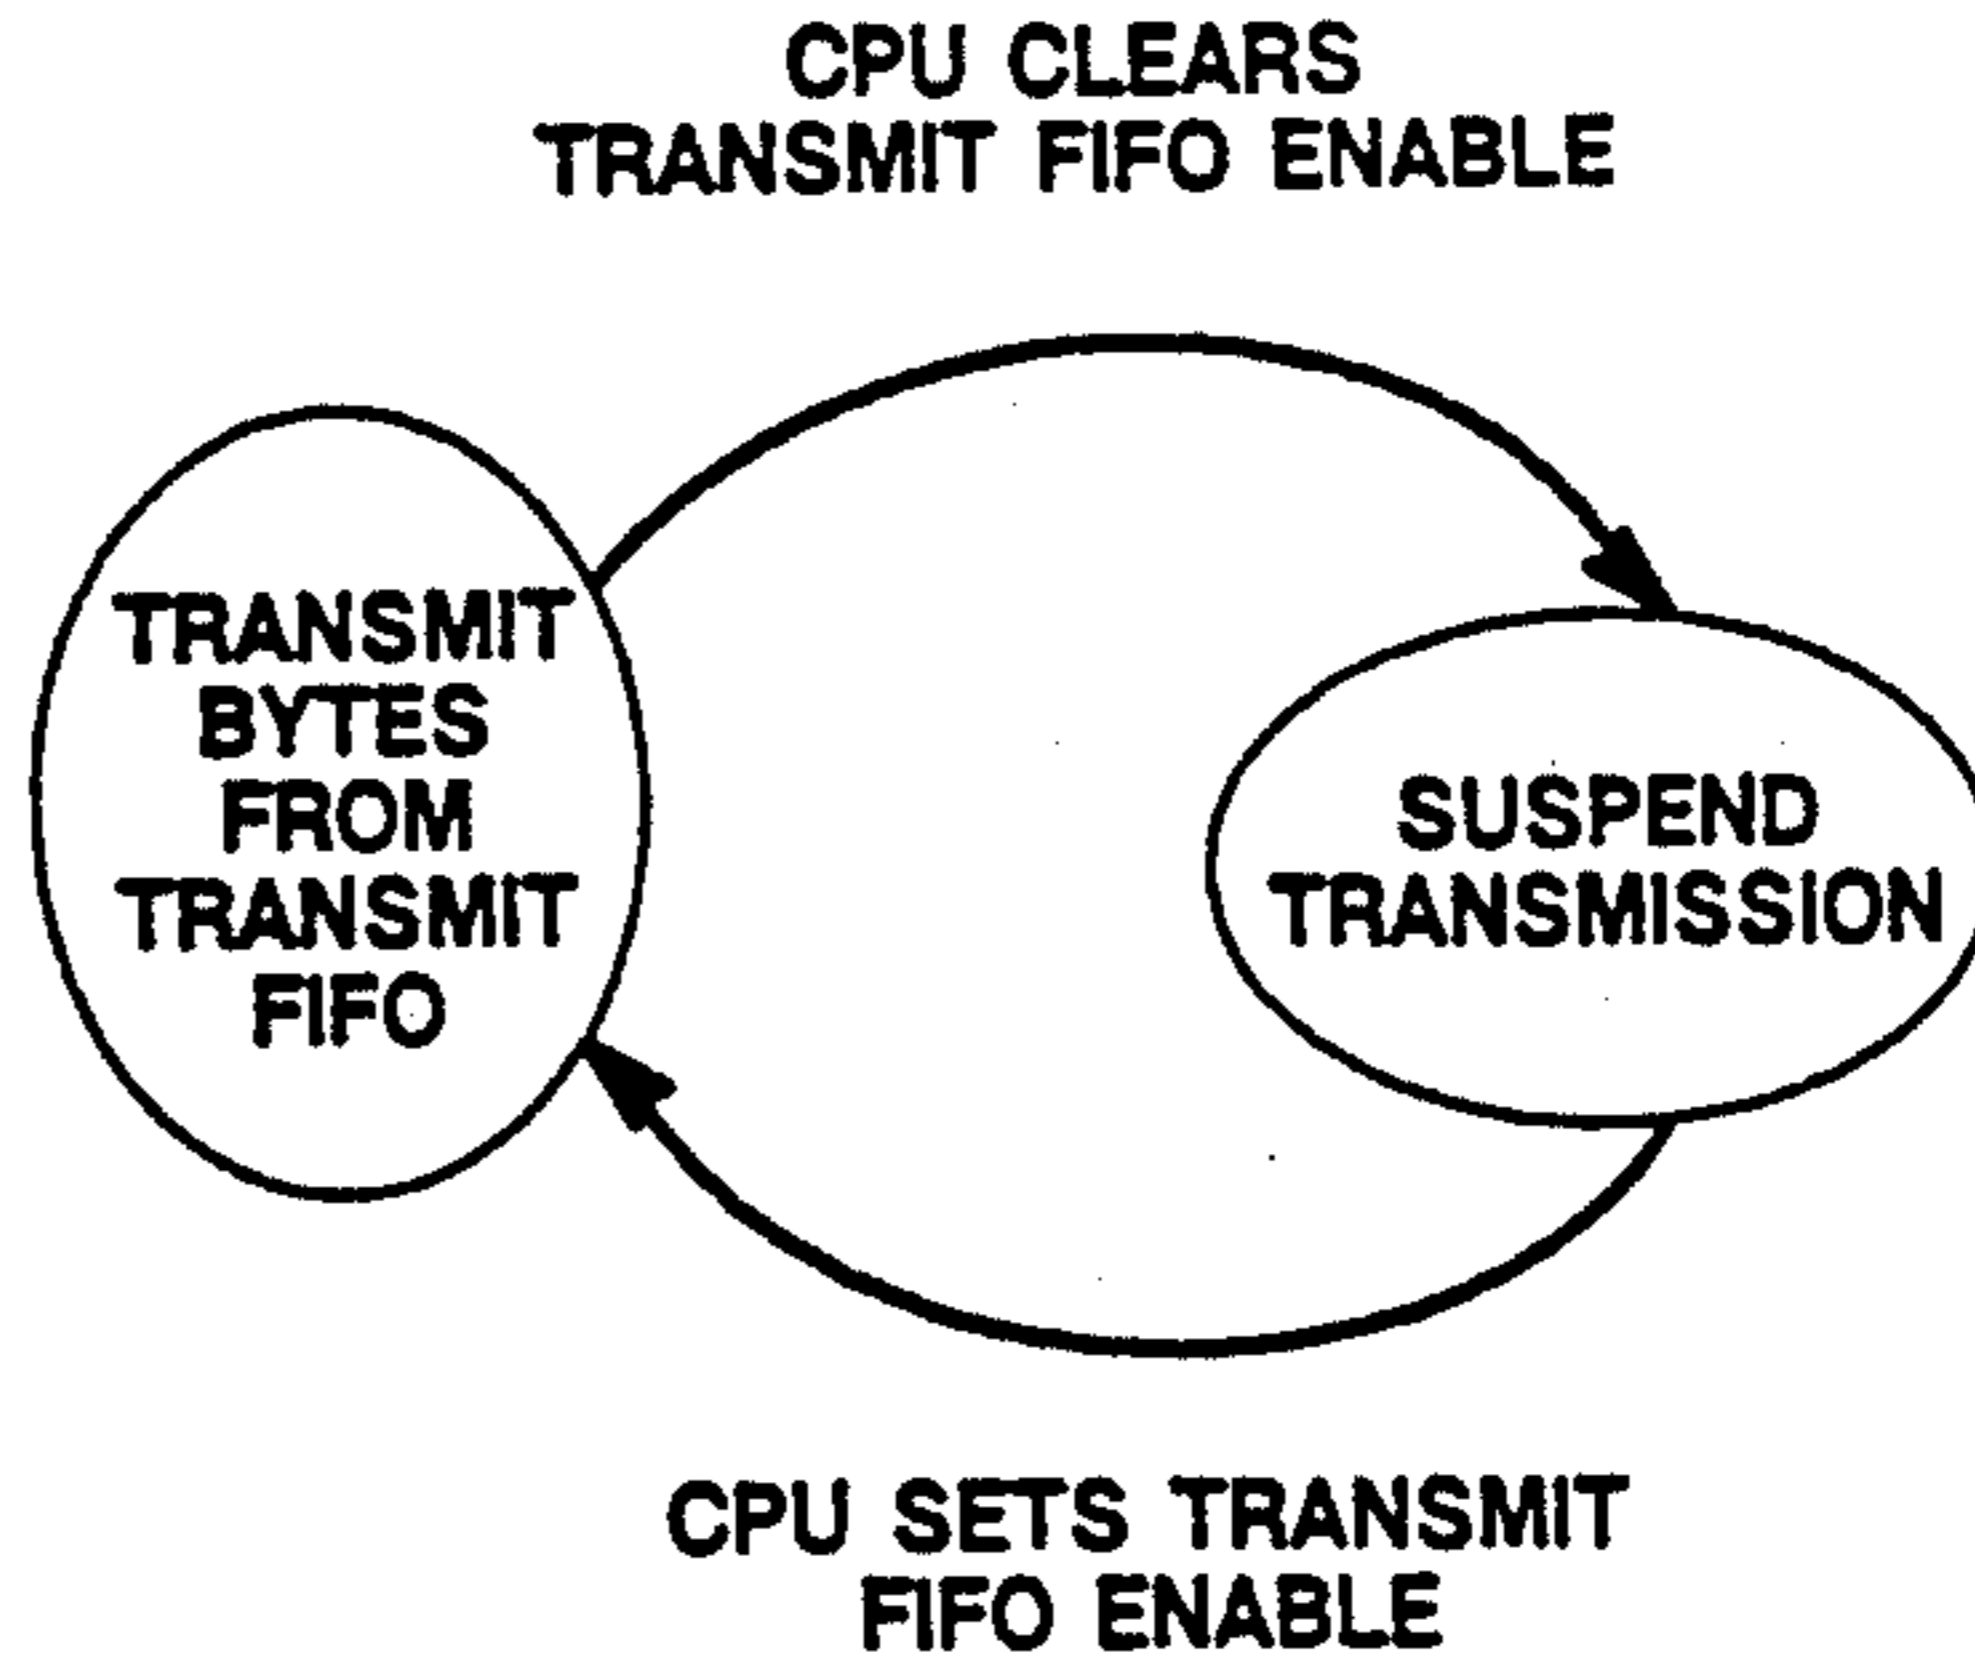 CPU CLEARS
TRANSMIT FIFO ENABLE
TRANSMIT
BYTES
FROM
TRANSMIT
FIFO
SUSPEND
TRANSMISSION
CPU SETS TRANSMIT
FIFO ENABLE